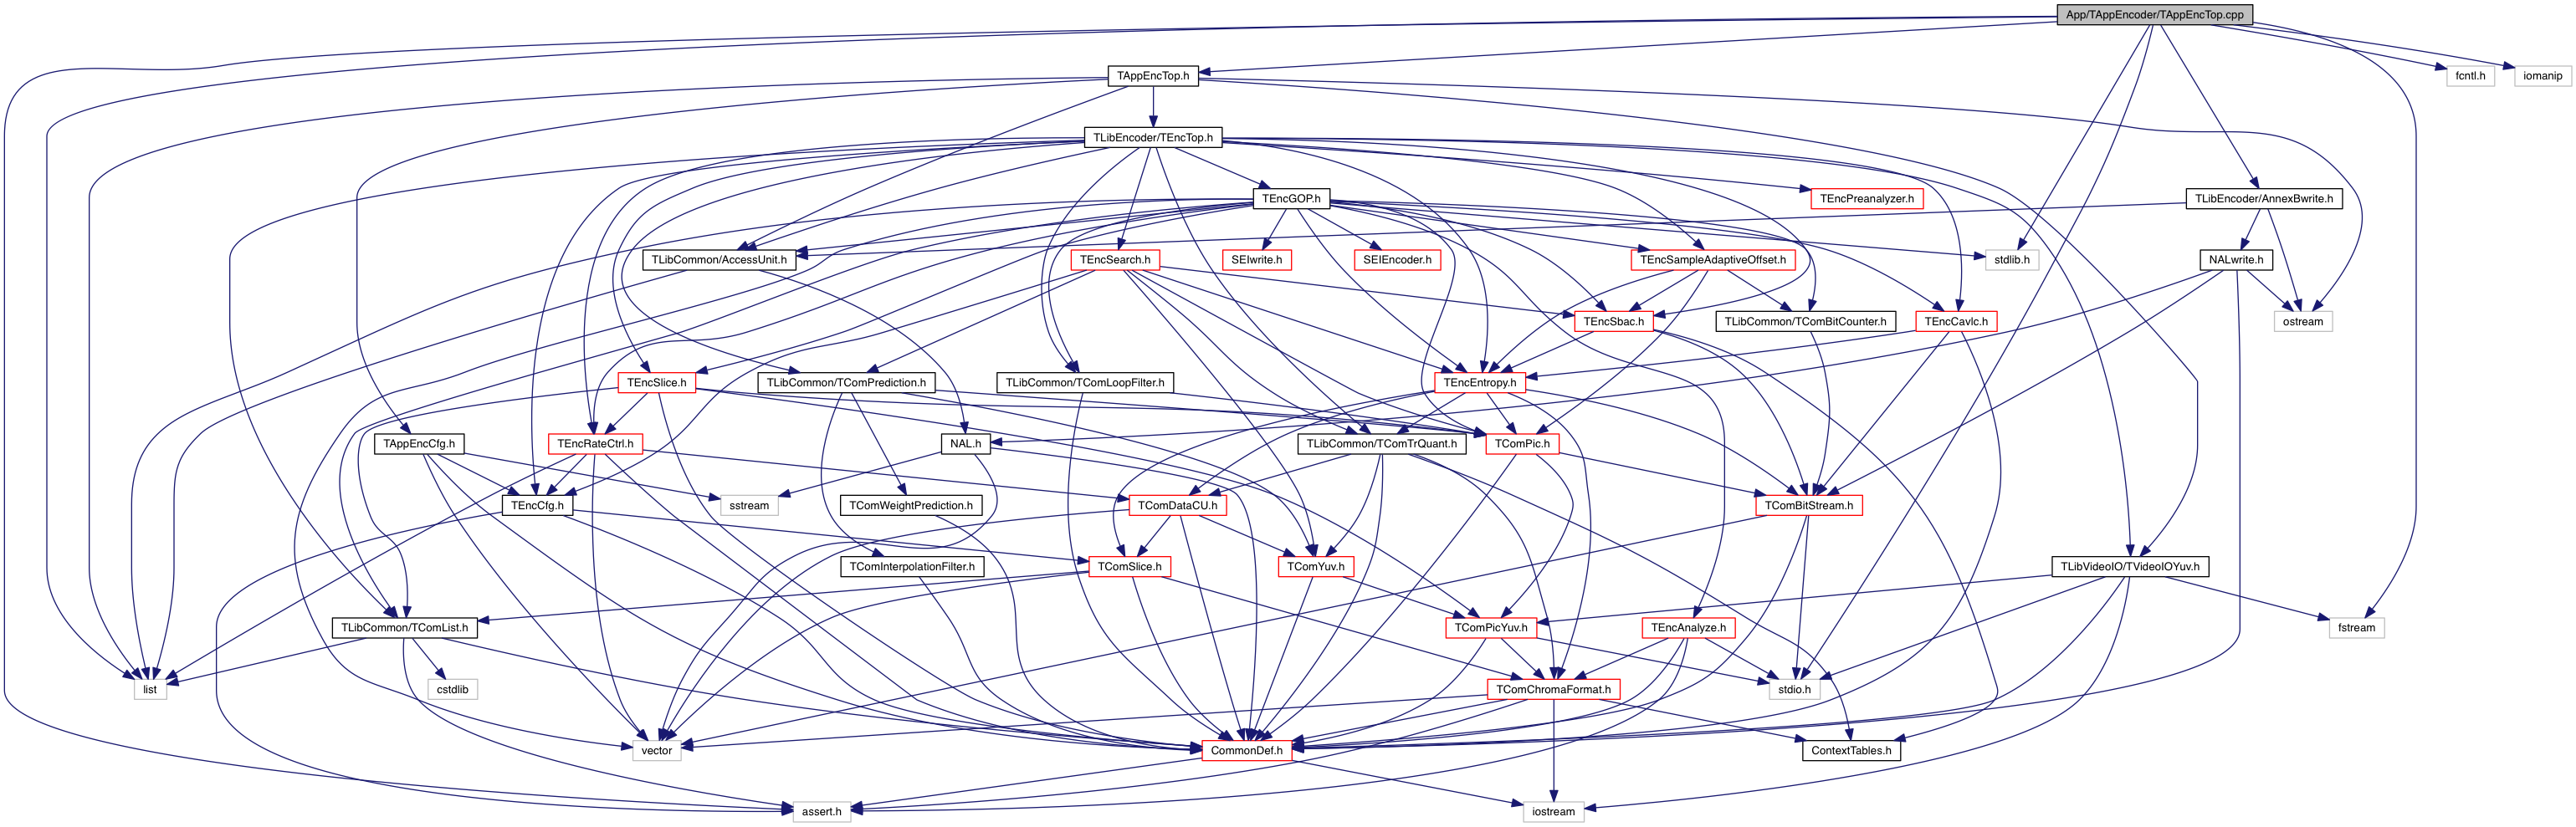 App/TAppEncoder/TAppEncTop.cpp
TAppEncTop.h
fcntl.h
iomanip
TLibEncoder/TEncTop.h
TEncGOP.h
TEncPreanalyzer.h
TLibEncoder/AnnexBwrite.h
TLibCommon/AccessUnit.h
TEncSearch.h
SEIwrite.h
SEIEncoder.h
TEncSampleAdaptiveOffset.h
stdlib.h
NALwrite.h
TEncSbac.h
TLibCommon/TComBitCounter.h
TEncCavlc.h
ostream
TEncSlice.h
TLibCommon/TComPrediction.h
TLibCommon/TComLoopFilter.h
TEncEntropy.h
TAppEncCfg.h
TEncRateCtrl.h
NAL.h
TLibCommon/TComTrQuant.h
TComPic.h
TEncCfg.h
sstream
TComWeightPrediction.h
TComDataCU.h
TComBitStream.h
TComInterpolationFilter.h
TComSlice.h
TComYuv.h
TLibVideoIO/TVideoIOYuv.h
TLibCommon/TComList.h
TComPicYuv.h
TEncAnalyze.h
fstream
list
cstdlib
TComChromaFormat.h
stdio.h
vector
CommonDef.h
ContextTables.h
assert.h
iostream